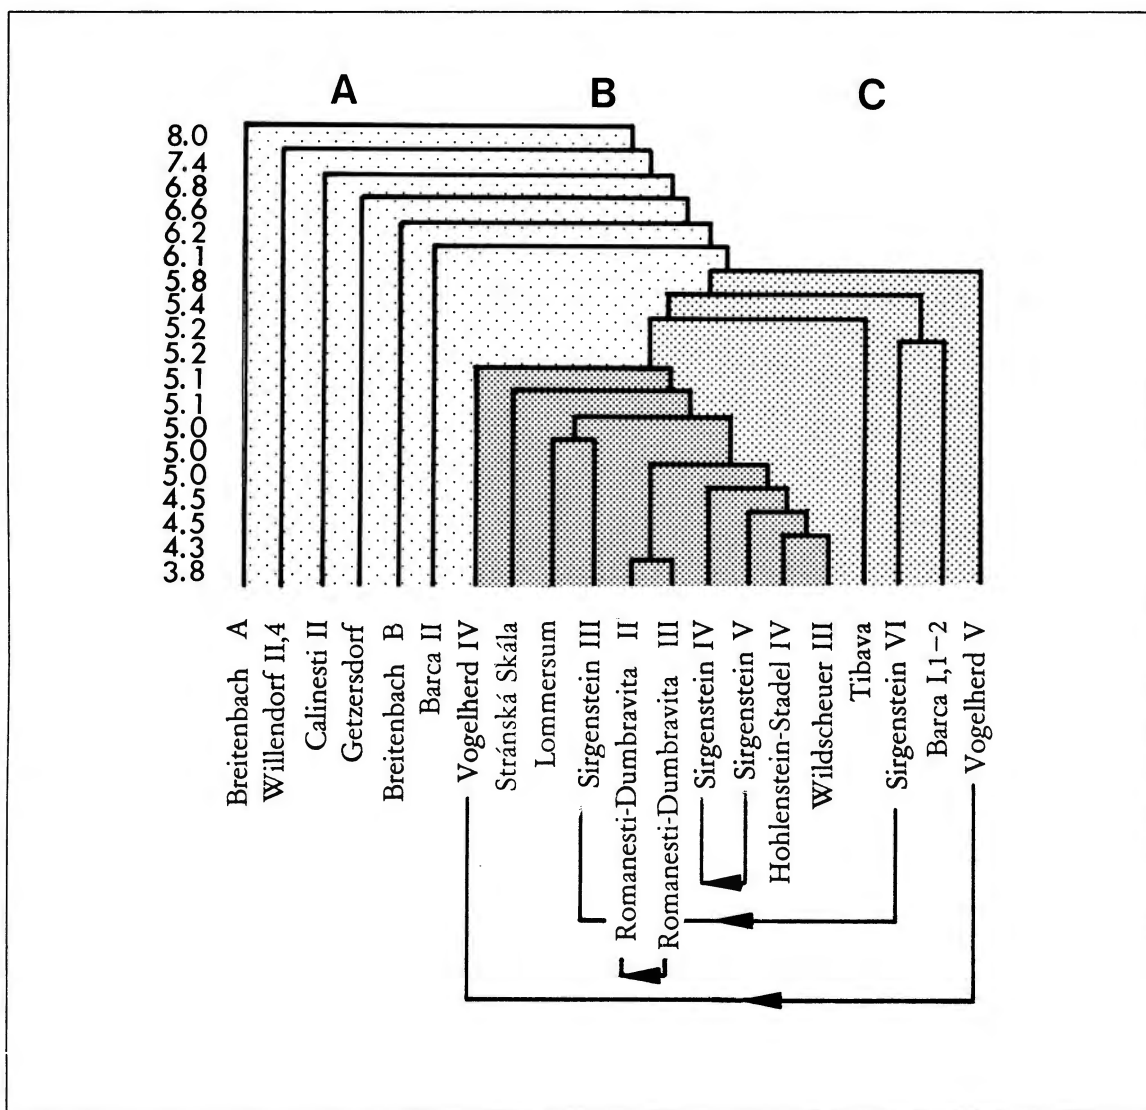 A
B
C
8.0
7.4
6.8
6.6
6.2
6.1
5.8
5.4
5.2
5.2
5.1
5.1
5.0
5.0
5.0
4.5
4.5
4.3
3.8
Breitenbach A
Willendorf II,4
Calinesti II
Getzersdorf
Breitenbach B
Barca II
Vogelherd IV
Stránská Skála
Lommersum
Sirgenstein III
Romanesti-Dumbravita II
Romanesti-Dumbravita III
Sirgenstein IV
Sirgenstein V
Hohlenstein-Stadel IV
Wildscheuer III
Tibava
Sirgenstein VI
Barca I,1–2
Vogelherd V